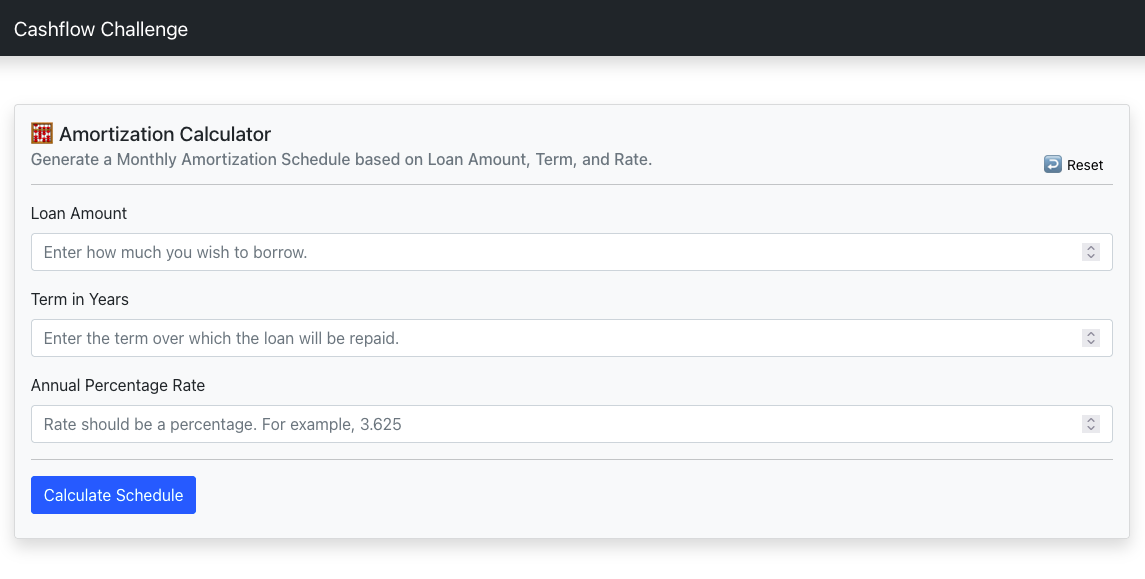 Cashflow Challenge
Amortization Calculator
Generate a Monthly Amortization Schedule based on Loan Amount, Term, and Rate.
Reset
Loan Amount
Enter how much you wish to borrow.
Term in Years
Enter the term over which the loan will be repaid.
Annual Percentage Rate
Rate should be a percentage. For example, 3.625
Calculate Schedule